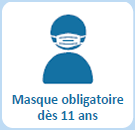 Masque obligatoire
dès 11 ans